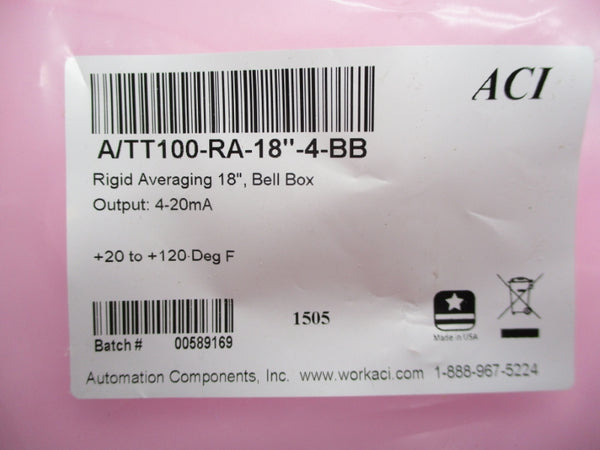 ACI
A/TT100-RA-18"-4-BB
Rigid Averaging 18", Bell Box
Output: 4-20mA
+20 to +120 Deg F
1505
Made in USA
Batch # 00589169
Automation Components, Inc. www.workaci.com 1-888-967-5224